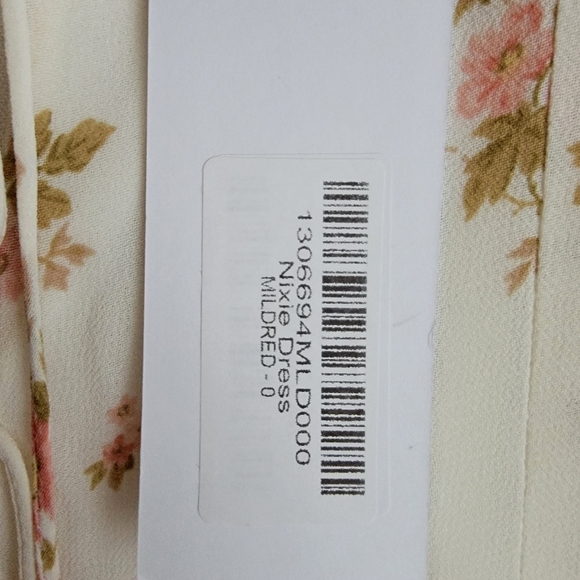 1306694MLD000
Nixie Dress
MILDRED - 0